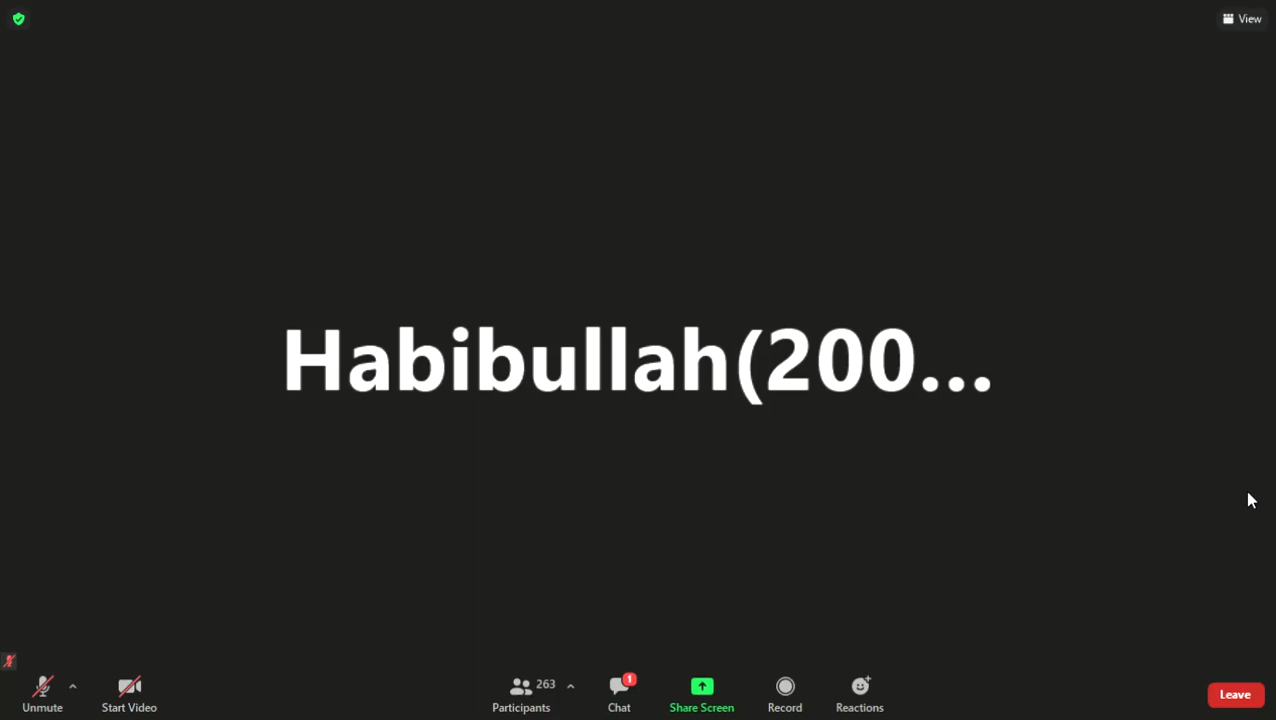 View
Habibullah(200...
Unmute
Start Video
263
Participants
1
Chat
Share Screen
Record
Reactions
Leave